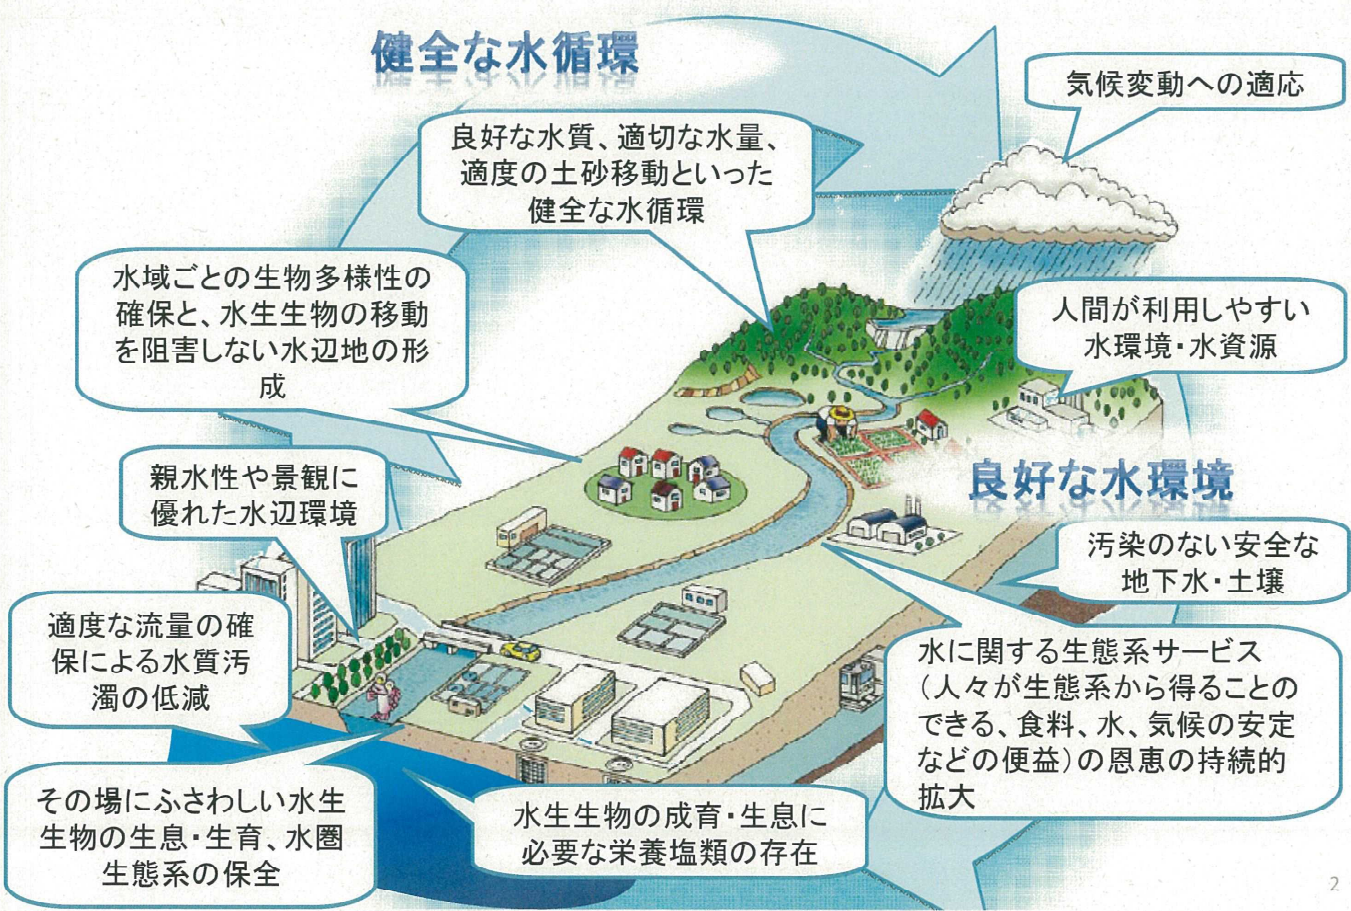 健全な水循環
気候変動への適応
良好な水質、適切な水量、
適度の土砂移動といった
健全な水循環
水域ごとの生物多様性の
確保と、水生生物の移動
を阻害しない水辺地の形
成
人間が利用しやすい
水環境・水資源
親水性や景観に
優れた水辺環境
良好な水環境
汚染のない安全な
地下水・土壌
適度な流量の確
保による水質汚
濁の低減
水に関する生態系サービス
（人々が生態系から得ることの
できる、食料、水、気候の安定
などの便益）の恩恵の持続的
拡大
その場にふさわしい水生
生物の生息・生育、水圏
生態系の保全
水生生物の成育・生息に
必要な栄養塩類の存在
2